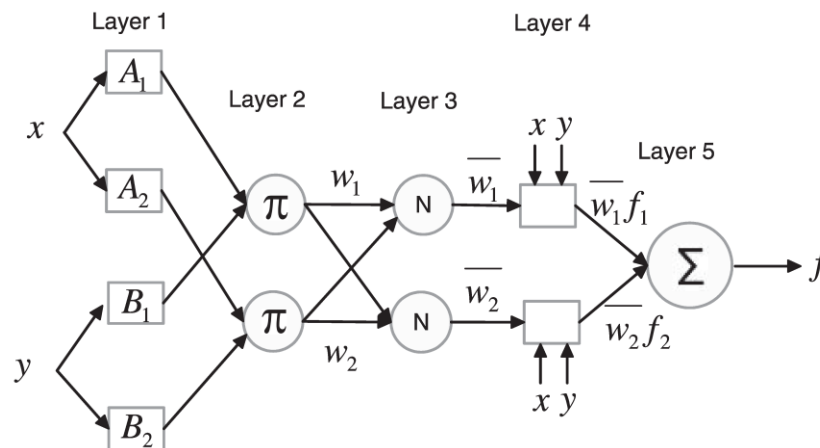 Layer 1
Layer 2
Layer 3
Layer 4
Layer 5
x
y
A₁
A₂
B₁
B₂
π
π
w₁
w₂
N
N
w̅₁
w̅₂
x y
x y
w̅₁f₁
w̅₂f₂
Σ
f